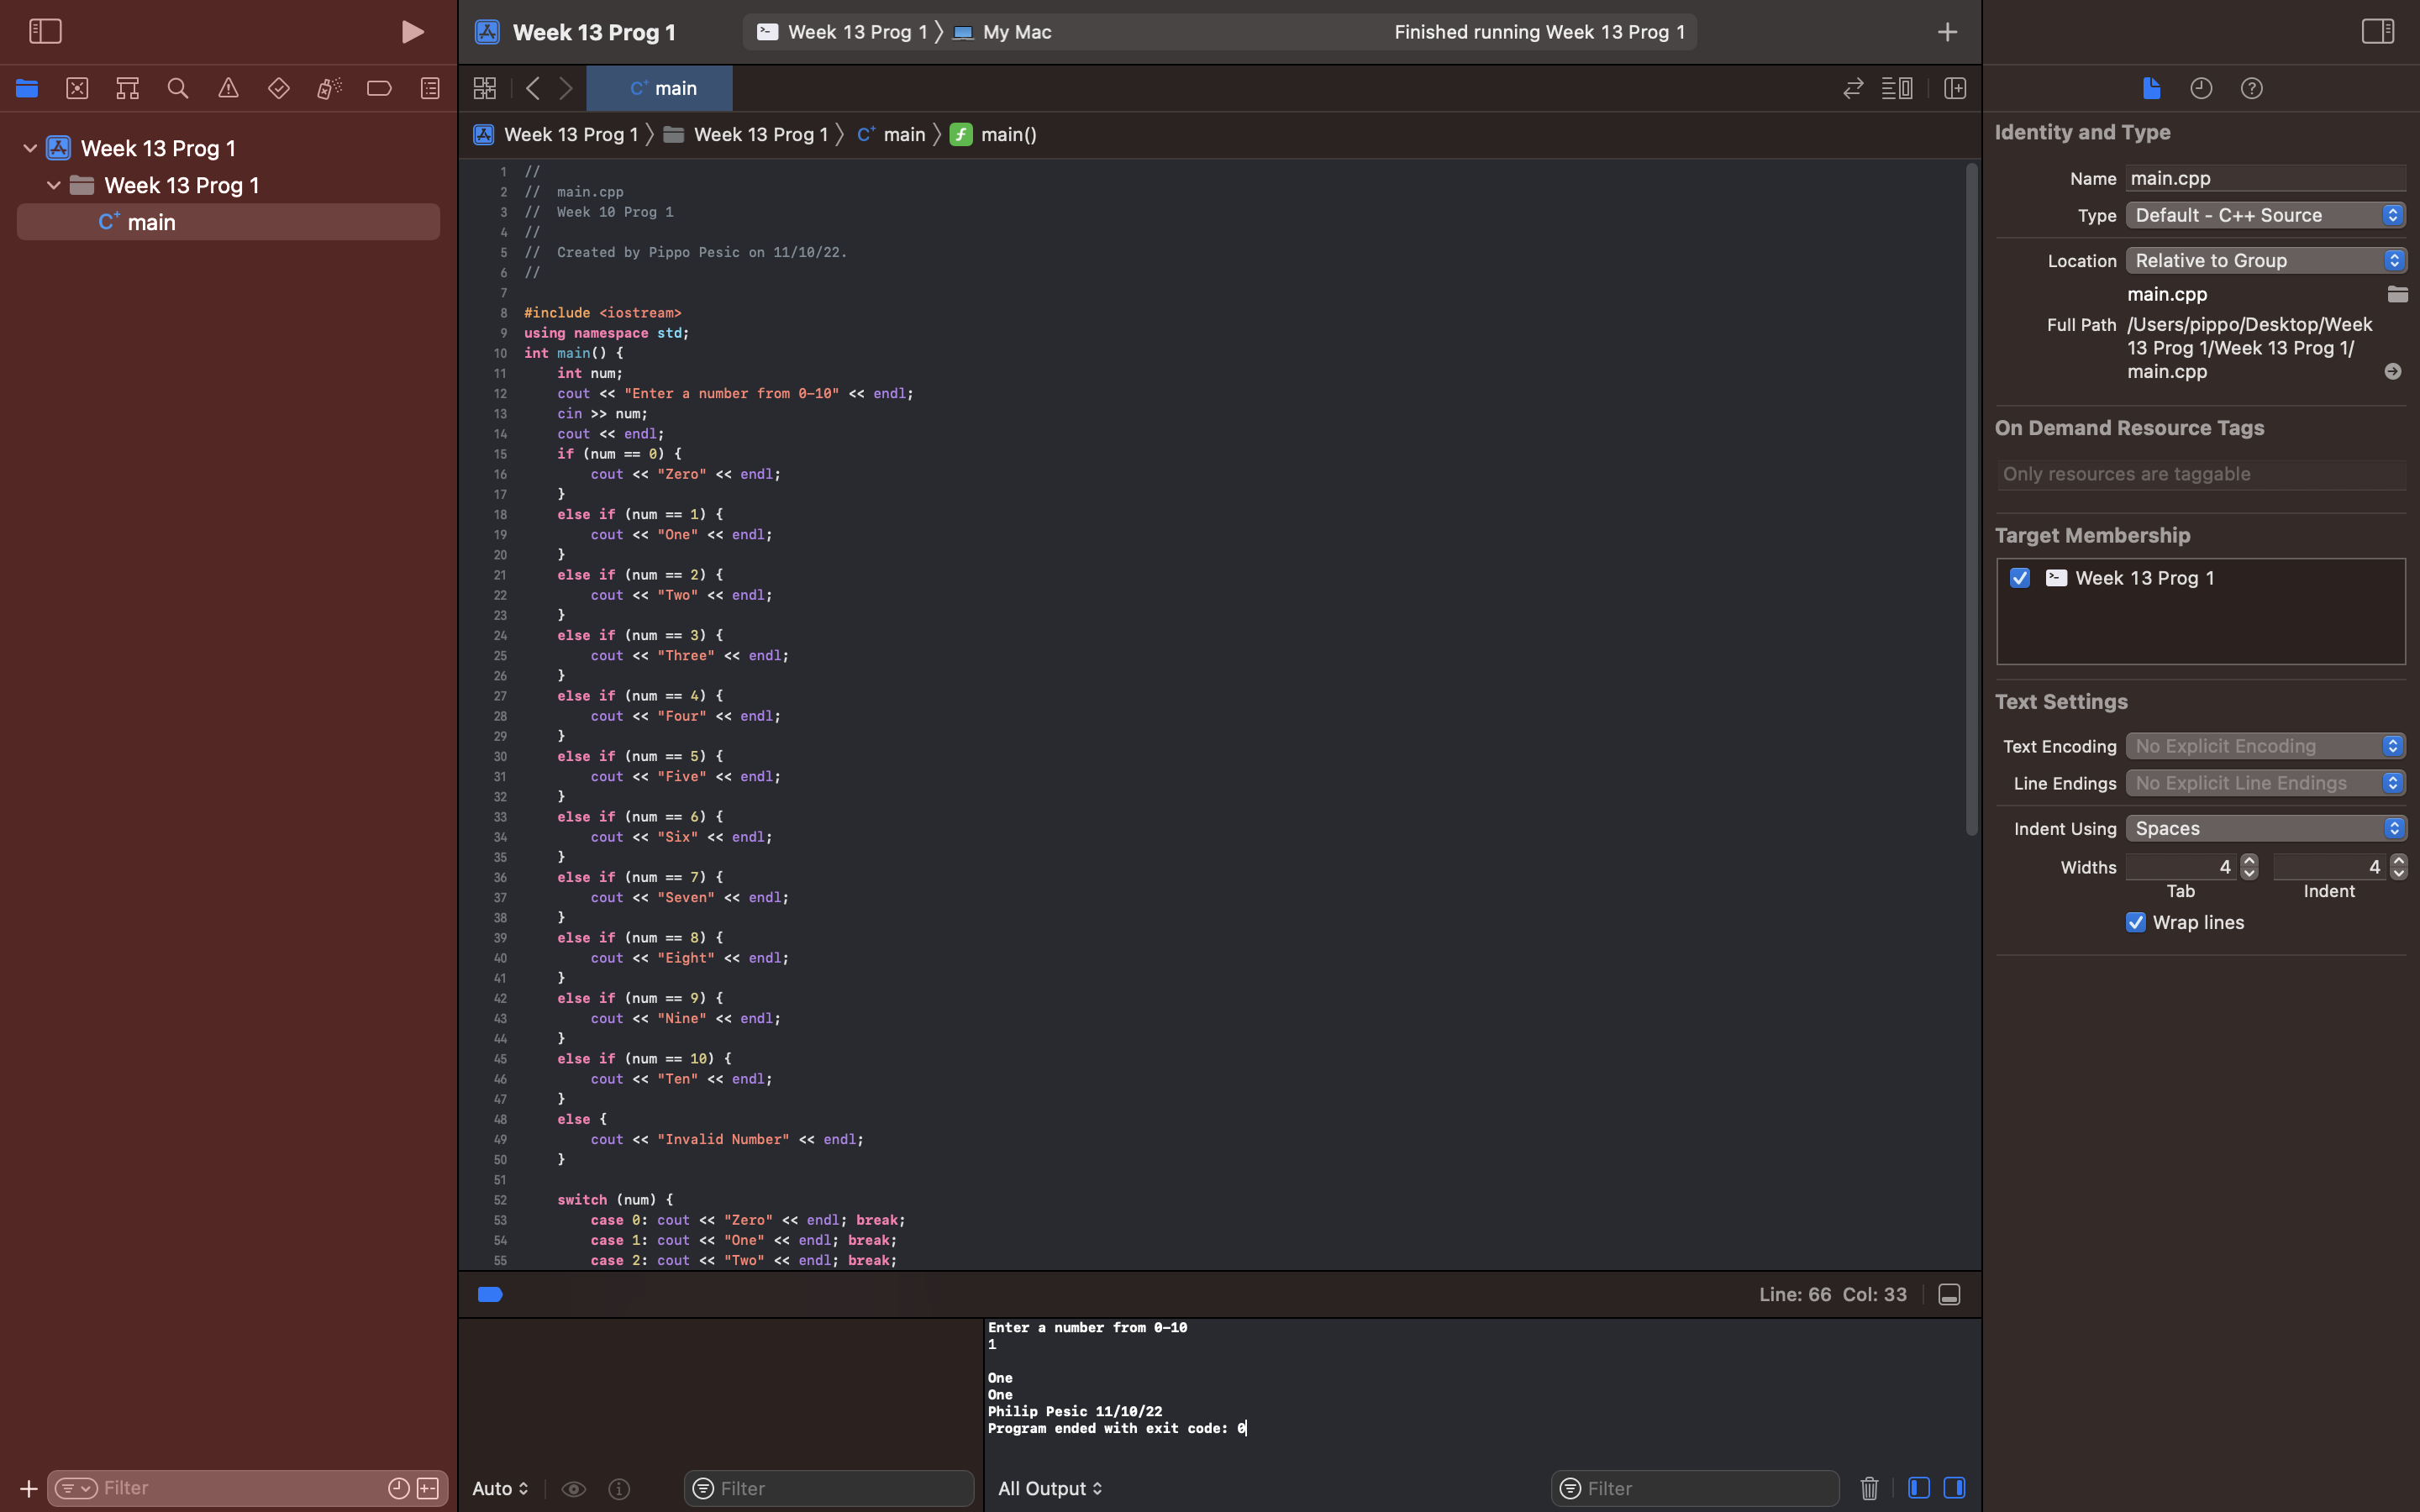 Week 13 Prog 1
Week 13 Prog 1 〉 My Mac
Finished running Week 13 Prog 1
Week 13 Prog 1
Week 13 Prog 1
C+ main
C+ main
Week 13 Prog 1 〉 Week 13 Prog 1 〉 C+ main 〉 f main()
1 //
2 //  main.cpp
3 //  Week 10 Prog 1
4 //
5 //  Created by Pippo Pesic on 11/10/22.
6 //
7
8 #include <iostream>
9 using namespace std;
10 int main() {
11     int num;
12     cout << "Enter a number from 0-10" << endl;
13     cin >> num;
14     cout << endl;
15     if (num == 0) {
16         cout << "Zero" << endl;
17     }
18     else if (num == 1) {
19         cout << "One" << endl;
20     }
21     else if (num == 2) {
22         cout << "Two" << endl;
23     }
24     else if (num == 3) {
25         cout << "Three" << endl;
26     }
27     else if (num == 4) {
28         cout << "Four" << endl;
29     }
30     else if (num == 5) {
31         cout << "Five" << endl;
32     }
33     else if (num == 6) {
34         cout << "Six" << endl;
35     }
36     else if (num == 7) {
37         cout << "Seven" << endl;
38     }
39     else if (num == 8) {
40         cout << "Eight" << endl;
41     }
42     else if (num == 9) {
43         cout << "Nine" << endl;
44     }
45     else if (num == 10) {
46         cout << "Ten" << endl;
47     }
48     else {
49         cout << "Invalid Number" << endl;
50     }
51
52     switch (num) {
53         case 0: cout << "Zero" << endl; break;
54         case 1: cout << "One" << endl; break;
55         case 2: cout << "Two" << endl; break;
Line: 66 Col: 33
Enter a number from 0-10
1
One
One
Philip Pesic 11/10/22
Program ended with exit code: 0
Filter
Auto
Filter
All Output
Filter
Identity and Type
Name main.cpp
Type Default - C++ Source
Location Relative to Group
main.cpp
Full Path /Users/pippo/Desktop/Week
13 Prog 1/Week 13 Prog 1/
main.cpp
On Demand Resource Tags
Only resources are taggable
Target Membership
Week 13 Prog 1
Text Settings
Text Encoding No Explicit Encoding
Line Endings No Explicit Line Endings
Indent Using Spaces
Widths 4 4
Tab Indent
Wrap lines